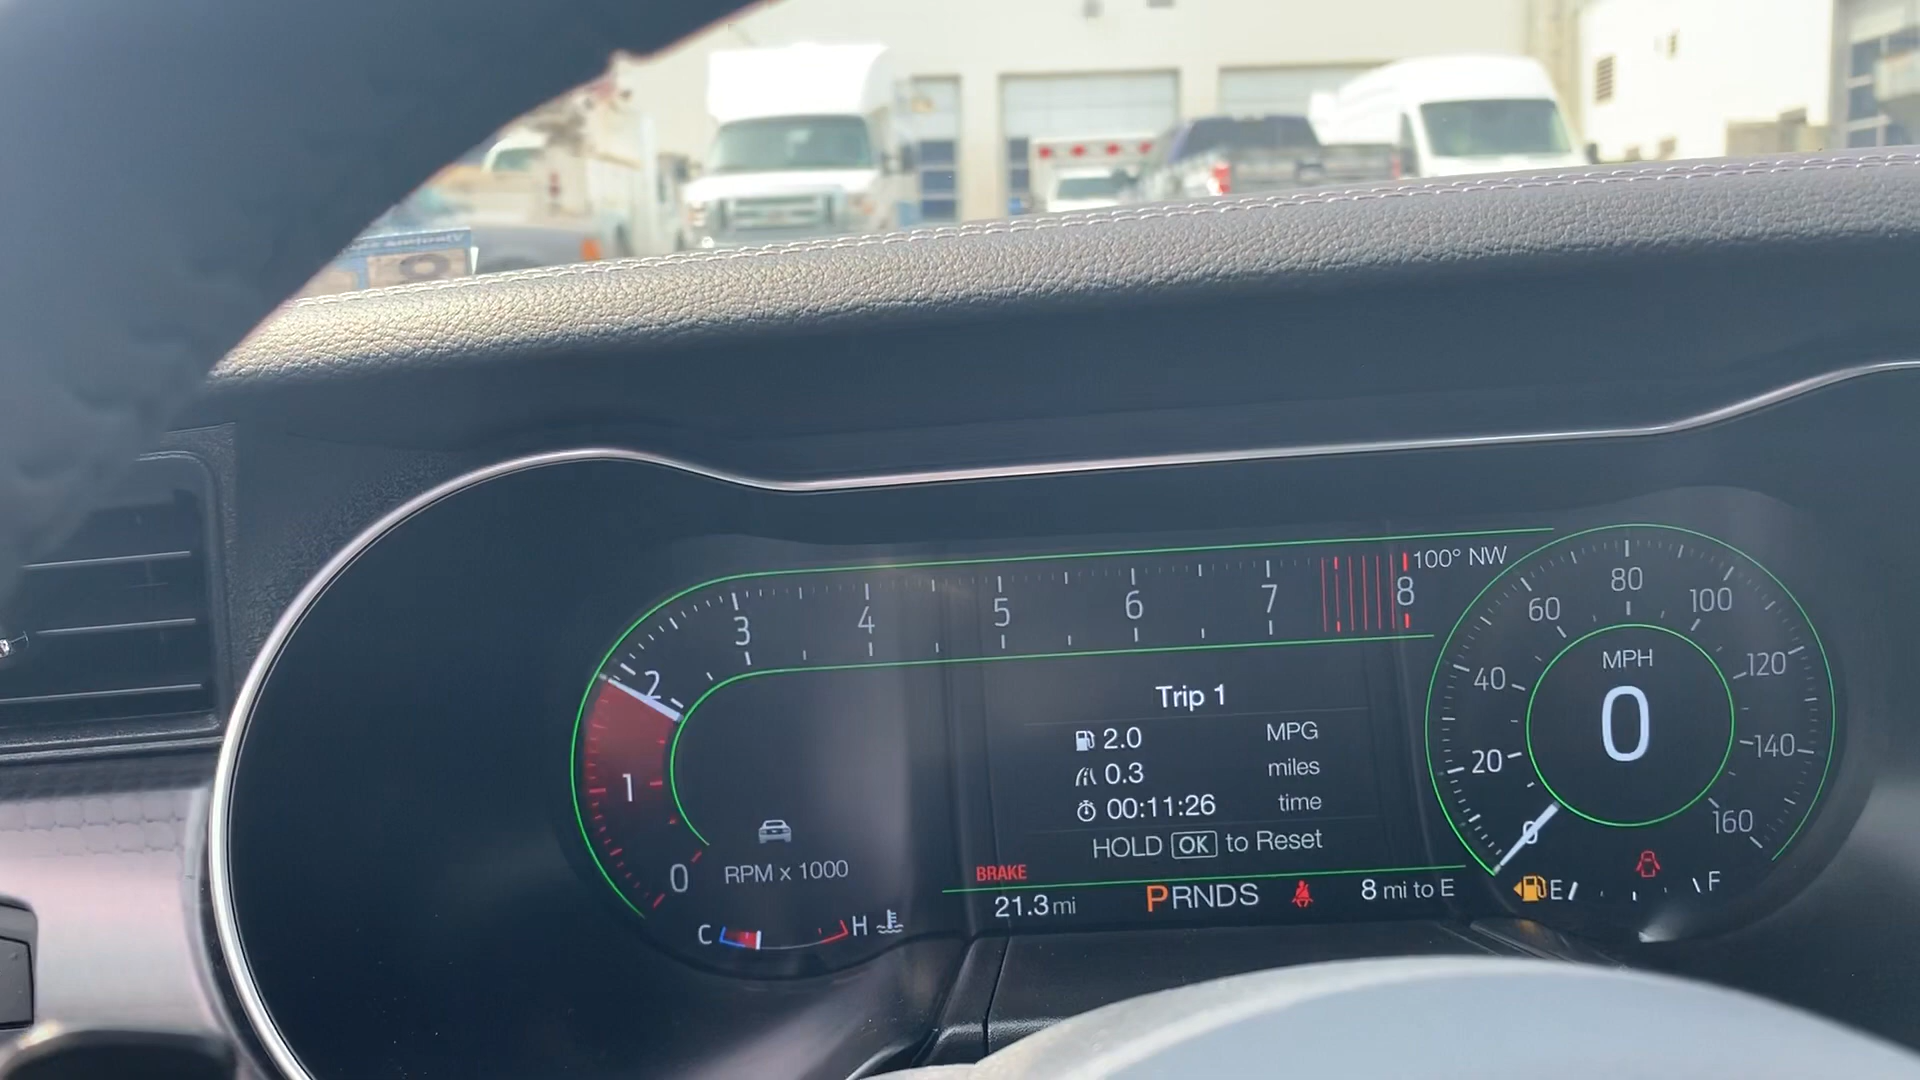 3 4 5 6 7 8
100° NW
2
1
0
RPM x 1000
C H
Trip 1
2.0 MPG
0.3 miles
00:11:26 time
HOLD OK to Reset
BRAKE
21.3 mi
PRNDS
8 mi to E
MPH
0
0 20 40 60 80 100 120 140 160
E F